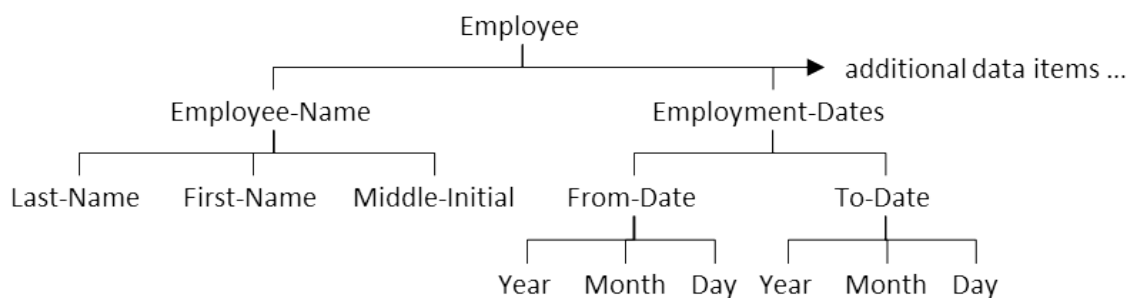 Employee
additional data items ...
Employee-Name Employment-Dates
Last-Name First-Name Middle-Initial From-Date To-Date
Year Month Day Year Month Day